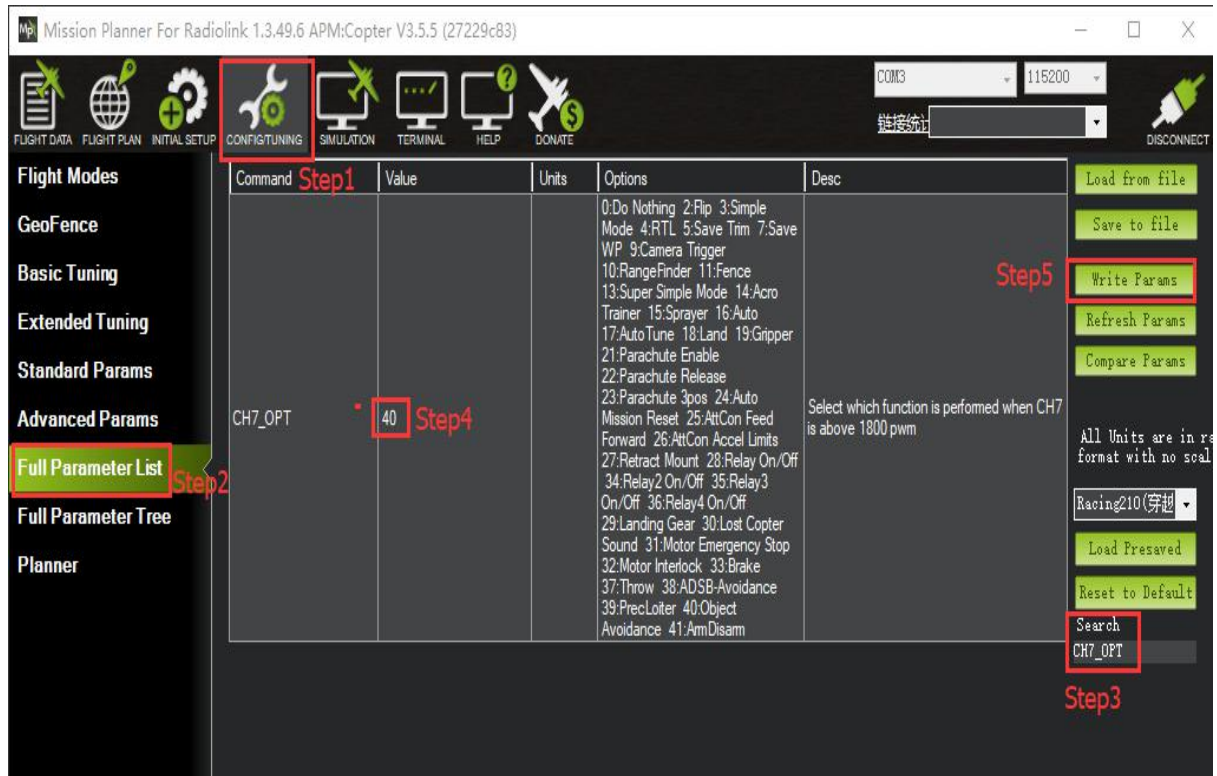 Mission Planner For Radiolink 1.3.49.6 APM:Copter V3.5.5 (27229c83)
FLIGHT DATA
FLIGHT PLAN
INITIAL SETUP
CONFIG/TUNING
SIMULATION
TERMINAL
HELP
DONATE
COM3
115200
链接统计
DISCONNECT
Flight Modes
GeoFence
Basic Tuning
Extended Tuning
Standard Params
Advanced Params
Full Parameter List
Step2
Full Parameter Tree
Planner
Command
Step1
Value
Units
Options
Desc
CH7_OPT
40
Step4
0:Do Nothing 2:Flip 3:Simple
Mode 4:RTL 5:Save Trim 7:Save
WP 9:Camera Trigger
10:RangeFinder 11:Fence
13:Super Simple Mode 14:Acro
Trainer 15:Sprayer 16:Auto
17:AutoTune 18:Land 19:Gripper
21:Parachute Enable
22:Parachute Release
23:Parachute 3pos 24:Auto
Mission Reset 25:AttCon Feed
Forward 26:AttCon Accel Limits
27:Retract Mount 28:Relay On/Off
34:Relay2 On/Off 35:Relay3
On/Off 36:Relay4 On/Off
29:Landing Gear 30:Lost Copter
Sound 31:Motor Emergency Stop
32:Motor Interlock 33:Brake
37:Throw 38:ADSB-Avoidance
39:PrecLoiter 40:Object
Avoidance 41:ArmDisarm
Select which function is performed when CH7
is above 1800 pwm
Load from file
Save to file
Step5
Write Params
Refresh Params
Compare Params
All Units are in ra
format with no scal
Racing210(穿越
Load Presaved
Reset to Default
Search
CH7_OPT
Step3